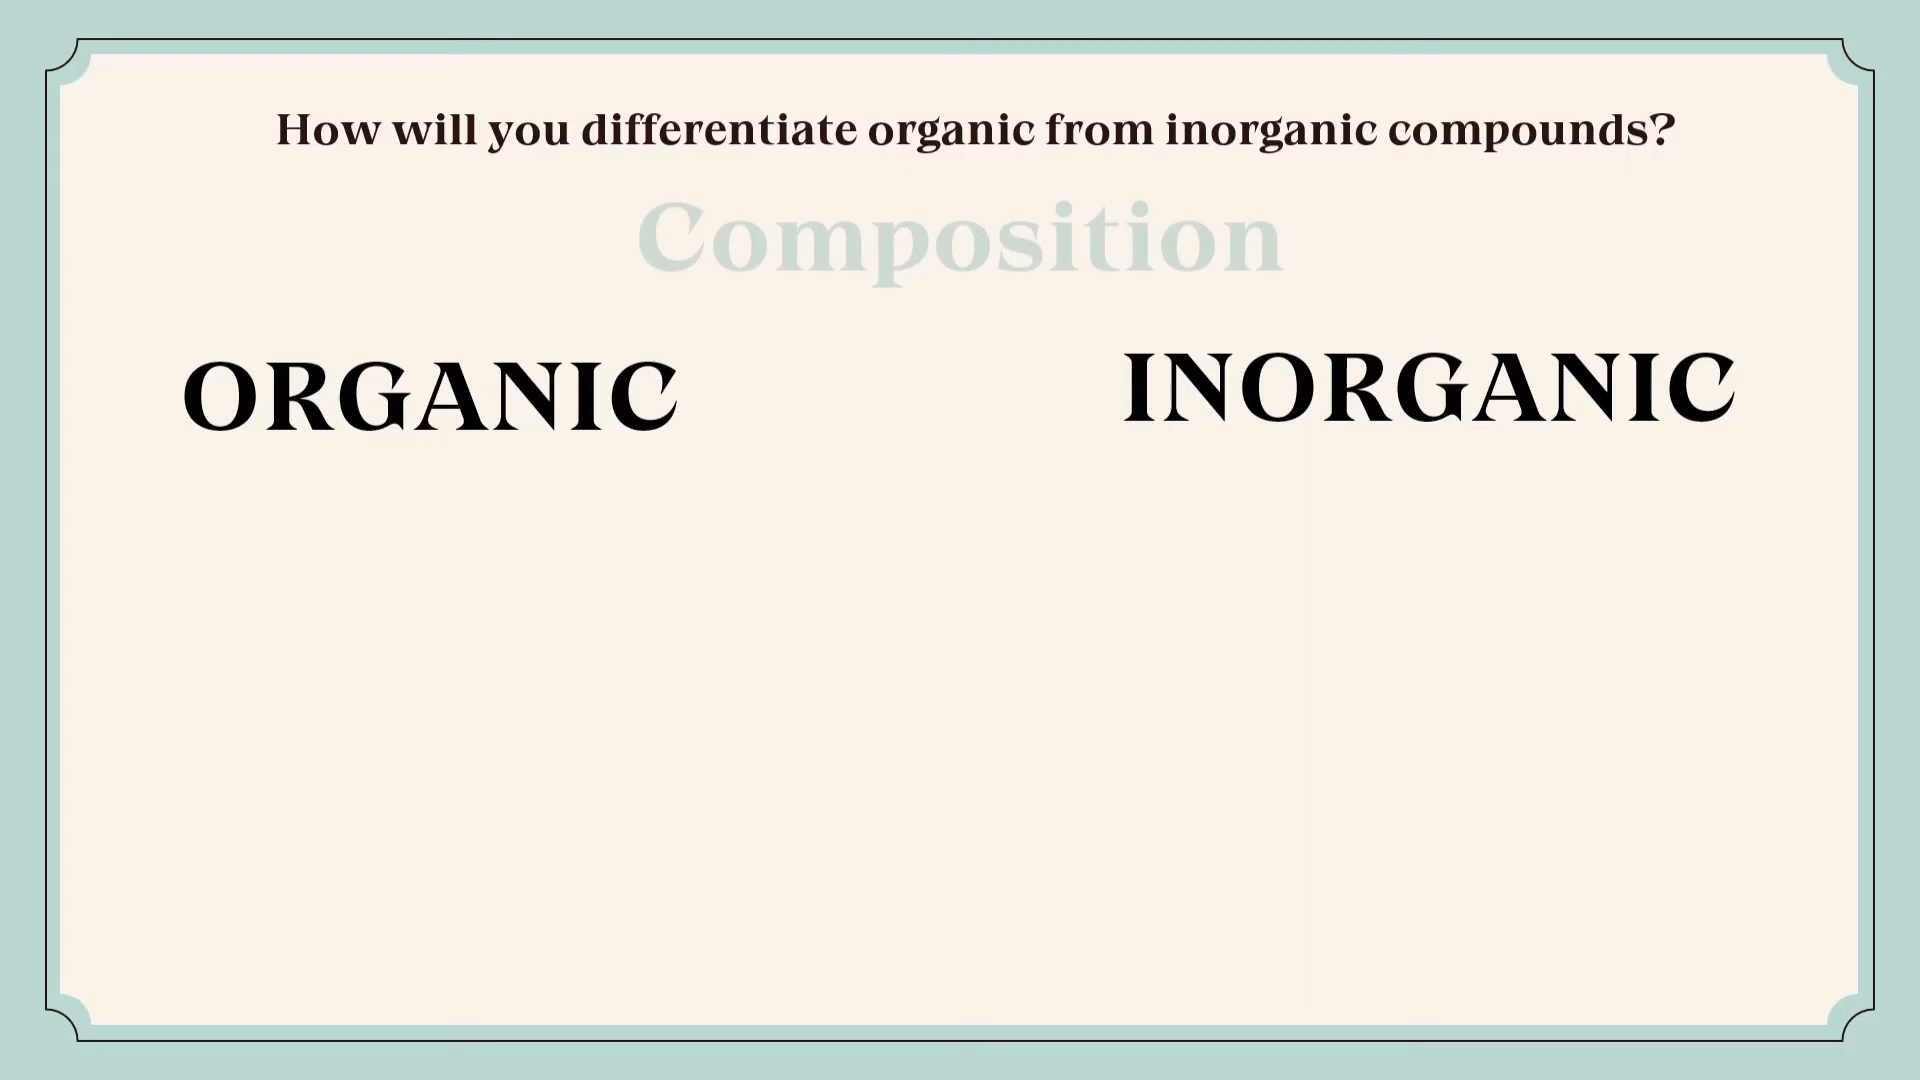 How will you differentiate organic from inorganic compounds?
Composition
ORGANIC
INORGANIC